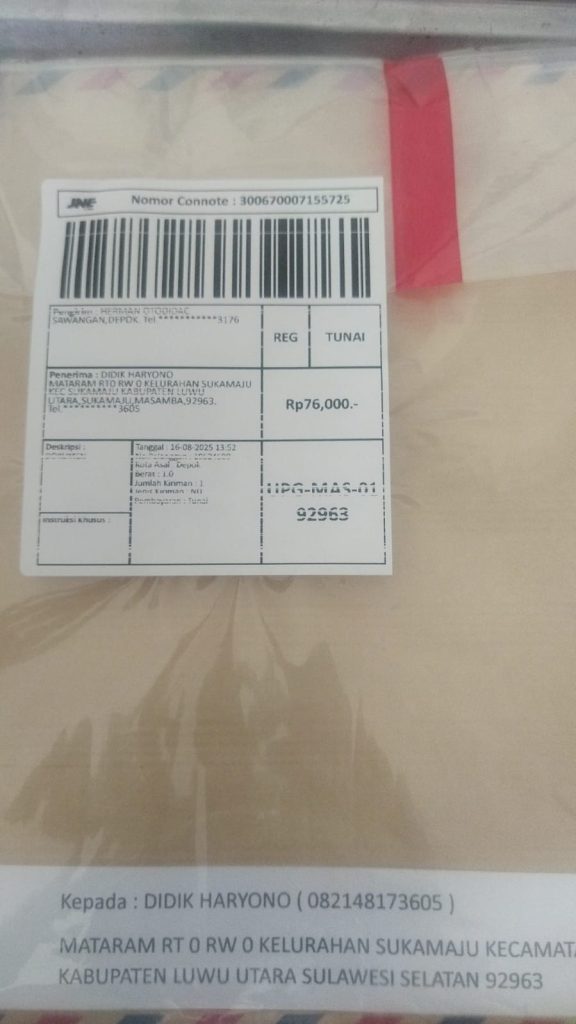 JNE
Nomor Connote : 300670007155725
Pengirim : HERMAN OTODIDAC
SAWANGAN,DEPOK. Tel.***********3176
REG
TUNAI
Penerima : DIDIK HARYONO
MATARAM RT0 RW 0 KELURAHAN SUKAMAJU
KEC SUKAMAJU KABUPATEN LUWU
UTARA,SUKAMAJU,MASAMBA,92963.
Tel.***********3605
Rp76,000.-
Deskripsi :
Tanggal : 16-08-2025 13:52
Kota Asal : Depok
Berat : 1.0
Jumlah Kiriman : 1
Jenis Kiriman : ND
Pembayaran : Tunai
Instruksi Khusus :
UPG-MAS-01
92963
Kepada : DIDIK HARYONO ( 082148173605 )
MATARAM RT 0 RW 0 KELURAHAN SUKAMAJU KECAMATA
KABUPATEN LUWU UTARA SULAWESI SELATAN 92963